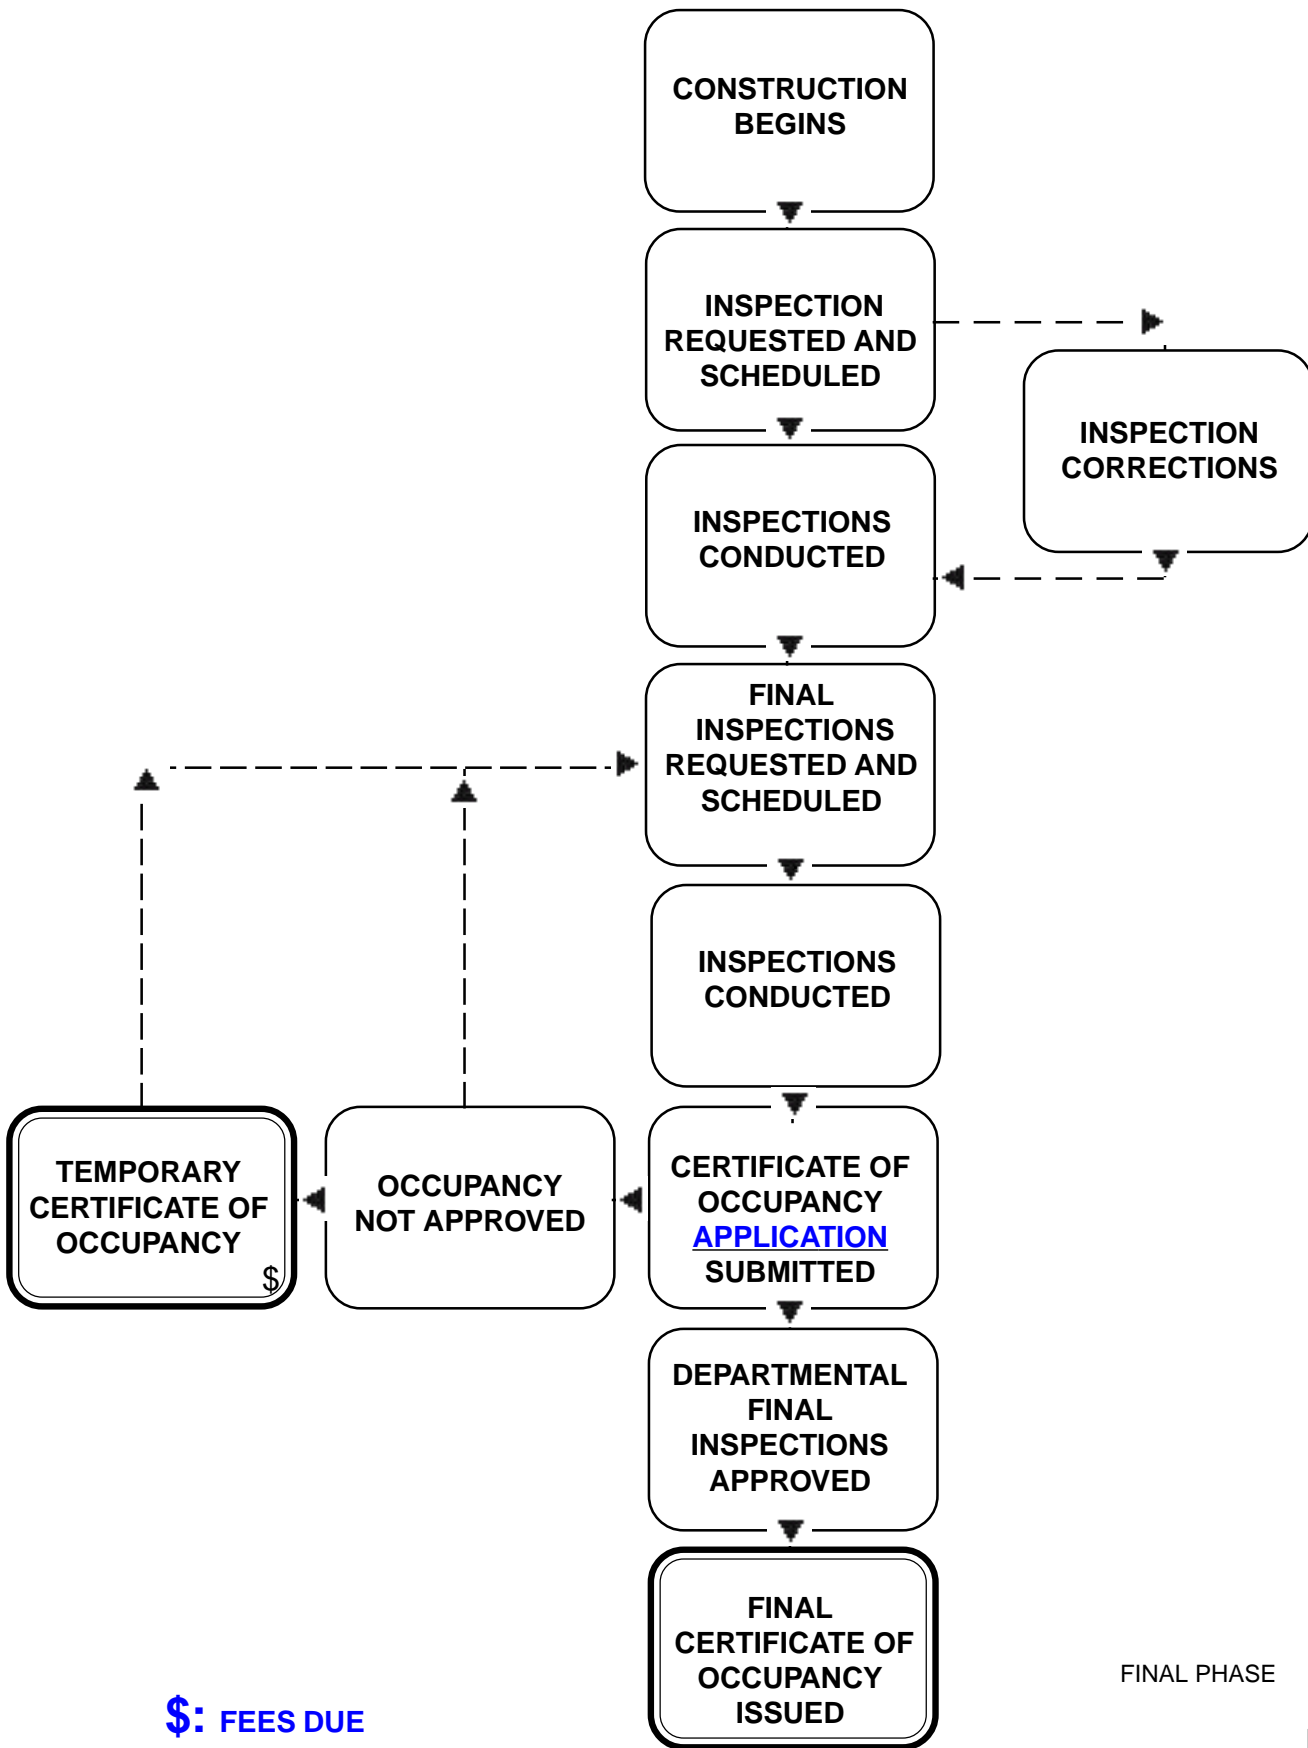 CONSTRUCTION
BEGINS
INSPECTION
REQUESTED AND
SCHEDULED
INSPECTION
CORRECTIONS
INSPECTIONS
CONDUCTED
FINAL
INSPECTIONS
REQUESTED AND
SCHEDULED
INSPECTIONS
CONDUCTED
TEMPORARY
CERTIFICATE OF
OCCUPANCY
$
OCCUPANCY
NOT APPROVED
CERTIFICATE OF
OCCUPANCY
APPLICATION
SUBMITTED
DEPARTMENTAL
FINAL
INSPECTIONS
APPROVED
FINAL
CERTIFICATE OF
OCCUPANCY
ISSUED
FINAL PHASE
$: FEES DUE